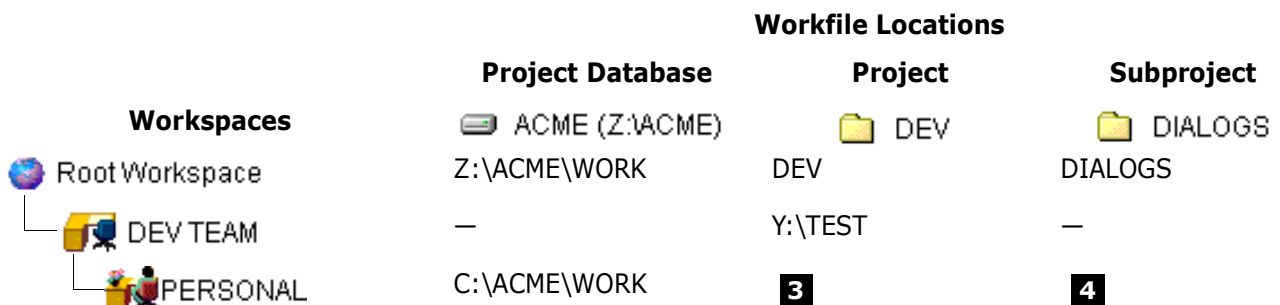 Workfile Locations
Project Database Project Subproject
Workspaces
ACME (Z:\ACME) DEV DIALOGS
Root Workspace Z:\ACME\WORK DEV DIALOGS
DEV TEAM — Y:\TEST —
PERSONAL C:\ACME\WORK 3 4